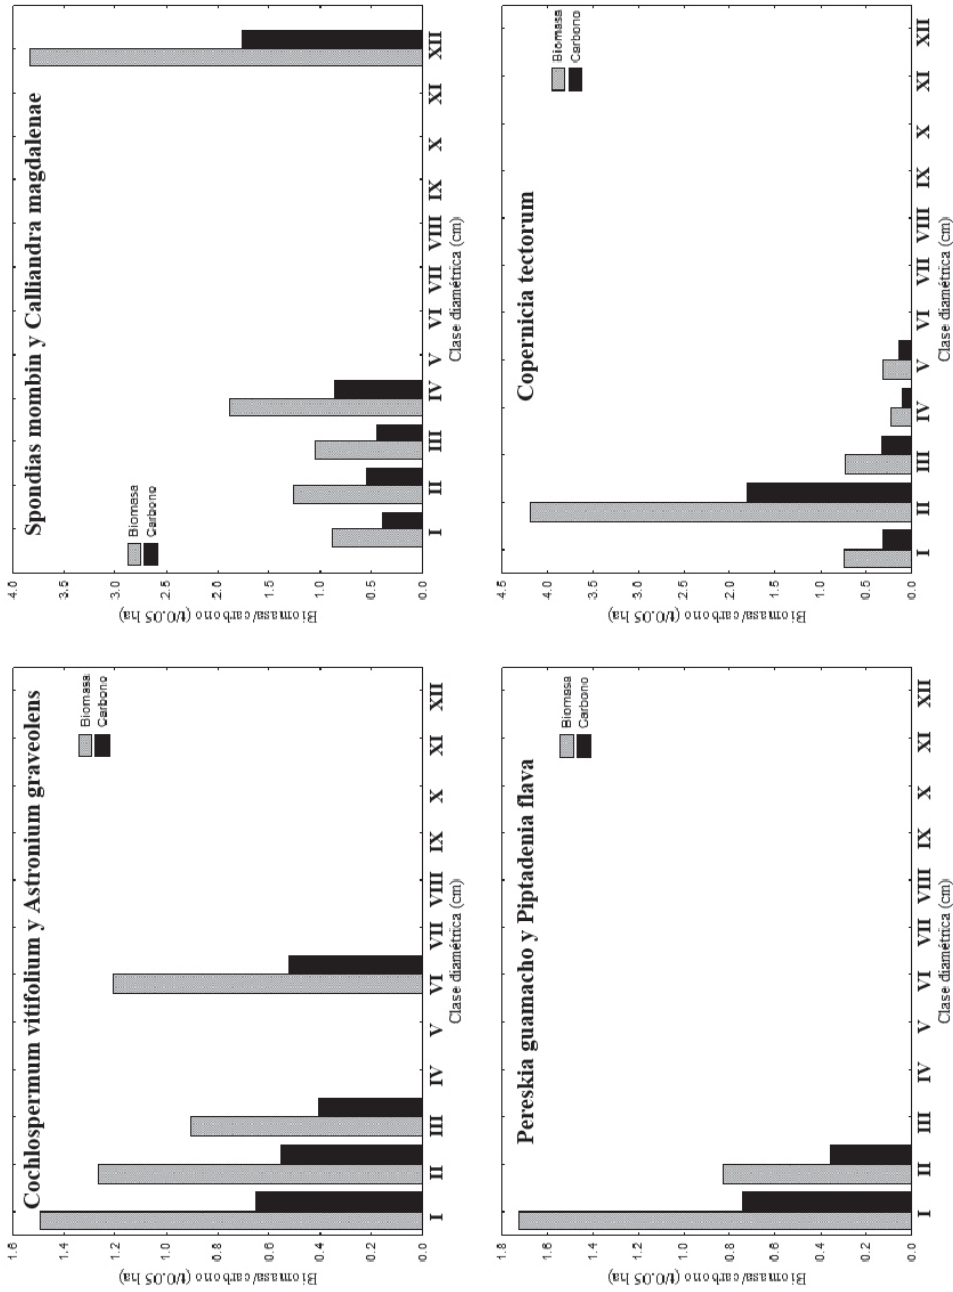 Cochlospermum vitifolium y Astronium graveolens
Biomasa
Carbono
1.6
1.4
1.2
1.0
0.8
0.6
0.4
0.2
0.0
Biomasa/carbono (t/0.05 ha)
I II III IV V VI VII VIII IX X XI XII
Clase diamétrica (cm)
Spondias mombin y Calliandra magdalenae
Biomasa
Carbono
4.0
3.5
3.0
2.5
2.0
1.5
1.0
0.5
0.0
Biomasa/carbono (t/0.05 ha)
I II III IV V VI VII VIII IX X XI XII
Clase diamétrica (cm)
Pereskia guamacho y Piptadenia flava
Biomasa
Carbono
1.8
1.6
1.4
1.2
1.0
0.8
0.6
0.4
0.2
0.0
Biomasa/carbono (t/0.05 ha)
I II III IV V VI VII VIII IX X XI XII
Clase diamétrica (cm)
Copernicia tectorum
Biomasa
Carbono
4.5
4.0
3.5
3.0
2.5
2.0
1.5
1.0
0.5
0.0
Biomasa/carbono (t/0.05 ha)
I II III IV V VI VII VIII IX X XI XII
Clase diamétrica (cm)